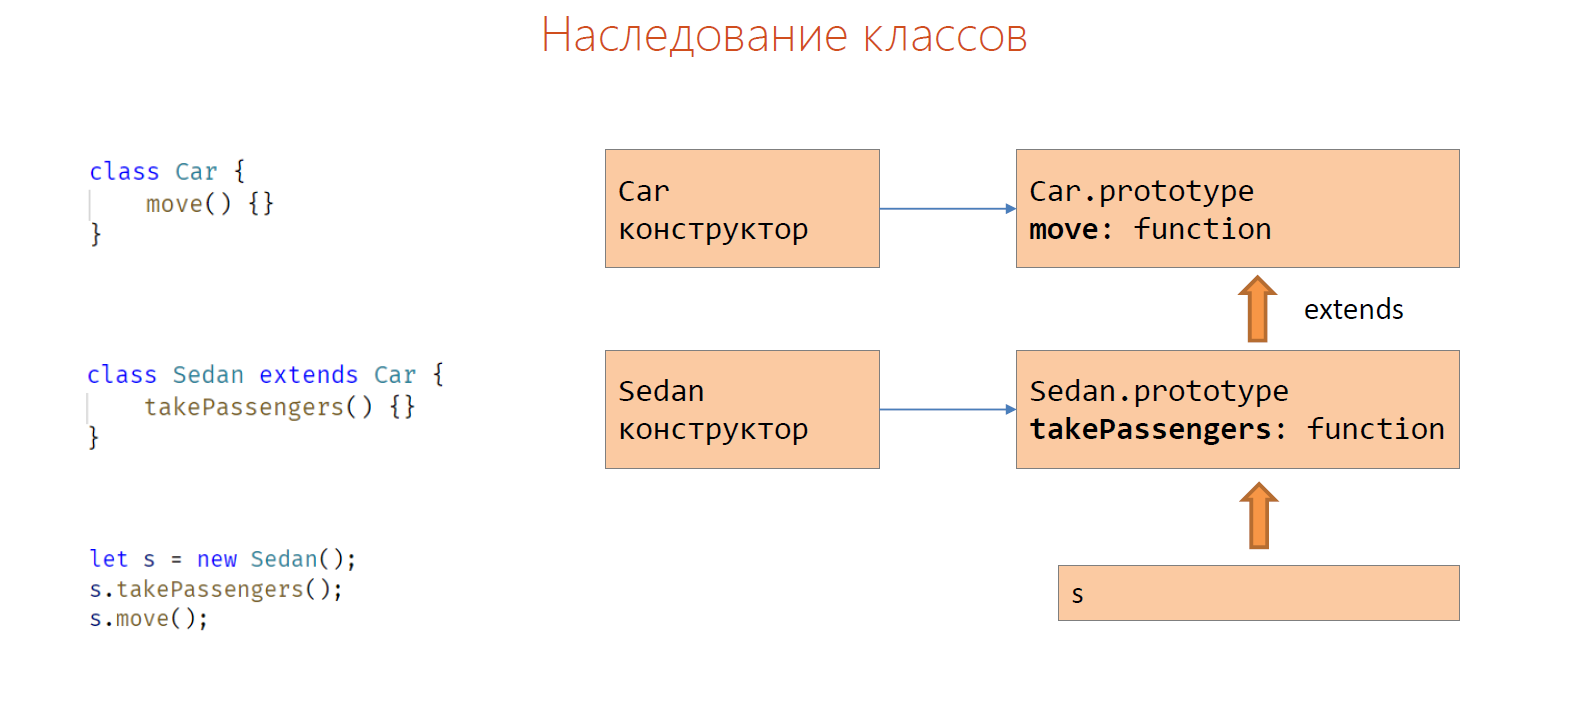 Наследование классов
class Car {
    move() {}
}
Car
конструктор
Car.prototype
move: function
extends
class Sedan extends Car {
    takePassengers() {}
}
Sedan
конструктор
Sedan.prototype
takePassengers: function
let s = new Sedan();
s.takePassengers();
s.move();
s